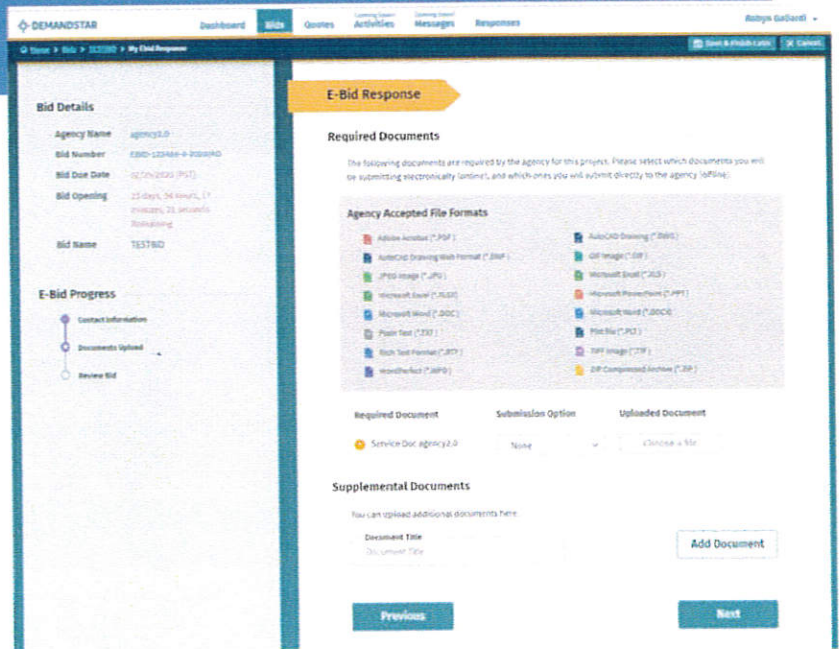 DEMANDSTAR
Dashboard
Bids
Quotes
Activities
Messages
Responses
Robyn Gallardi
Home > Bids > TESTBID > My Ebid Response
Save & Finish Later
Cancel
Bid Details
Agency Name agency2.0
Bid Number
Bid Due Date
Bid Opening
Remaining
Bid Name TESTBID
E-Bid Progress
Contact Information
Documents Upload
Review Bid
E-Bid Response
Required Documents
The following documents are required by the agency for this project. Please select which documents you will
be submitting electronically (online), and which ones you will submit directly to the agency (offline).
Agency Accepted File Formats
Adobe Acrobat (*.PDF)
AutoCAD Drawing (*.DWG)
AutoCAD Drawing Web Format (*.DWF)
GIF Image (*.GIF)
JPEG Image (*.JPG)
Microsoft Excel (*.XLS)
Microsoft Excel (*.XLSX)
Microsoft PowerPoint (*.PPT)
Microsoft Word (*.DOC)
Microsoft Word (*.DOCX)
Plain Text (*.TXT)
Plot file (*.PLT)
Rich Text Format (*.RTF)
TIFF Image (*.TIF)
WordPerfect (*.WPD)
ZIP Compressed Archive (*.ZIP)
Required Document
Submission Option
Uploaded Document
Service Doc agency2.0
None
Choose a file
Supplemental Documents
You can upload additional documents here
Document Title
Document Title
Add Document
Previous
Next